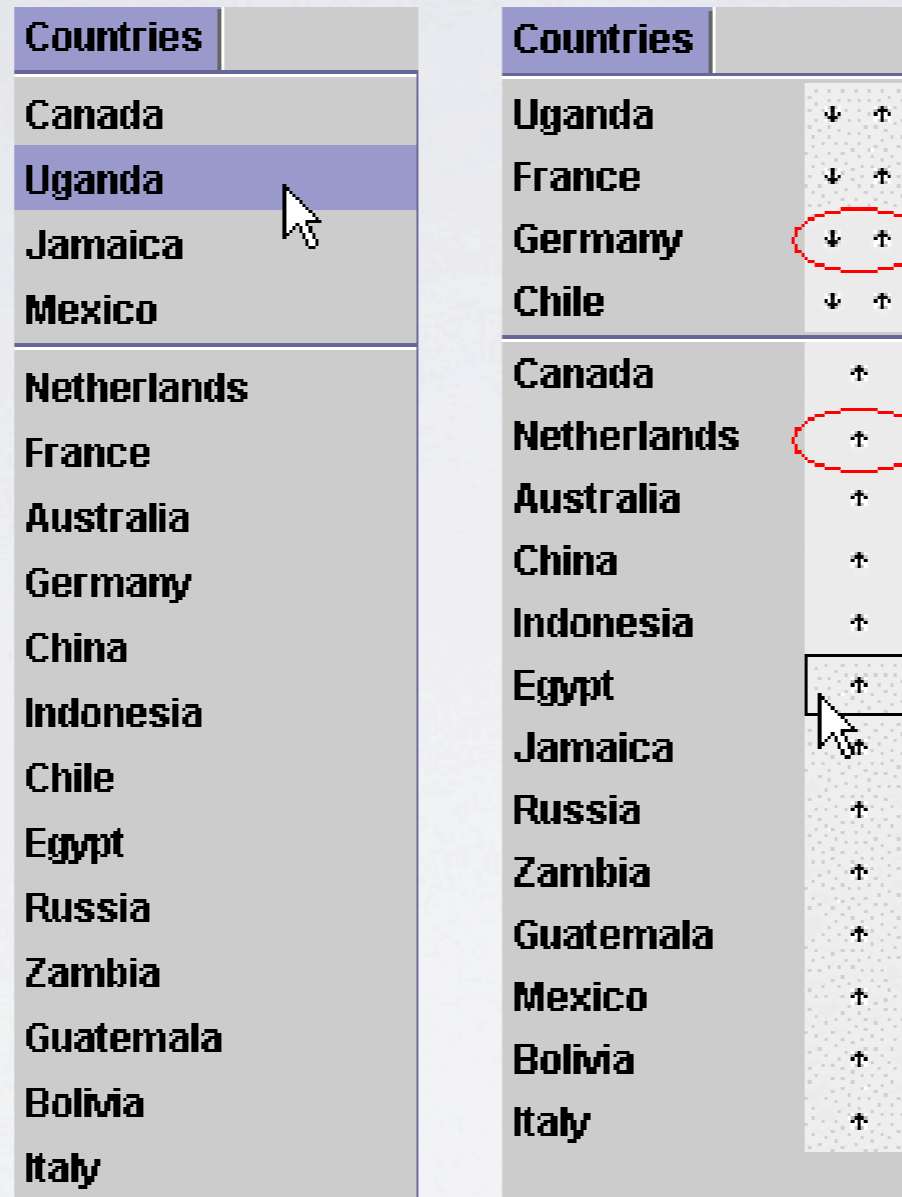 Countries
Canada
Uganda
Jamaica
Mexico
Netherlands
France
Australia
Germany
China
Indonesia
Chile
Egypt
Russia
Zambia
Guatemala
Bolivia
Italy
Countries
Uganda ↓ ↑
France ↓ ↑
Germany ↓ ↑
Chile ↓ ↑
Canada ↑
Netherlands ↑
Australia ↑
China ↑
Indonesia ↑
Egypt ↑
Jamaica ↑
Russia ↑
Zambia ↑
Guatemala ↑
Mexico ↑
Bolivia ↑
Italy ↑